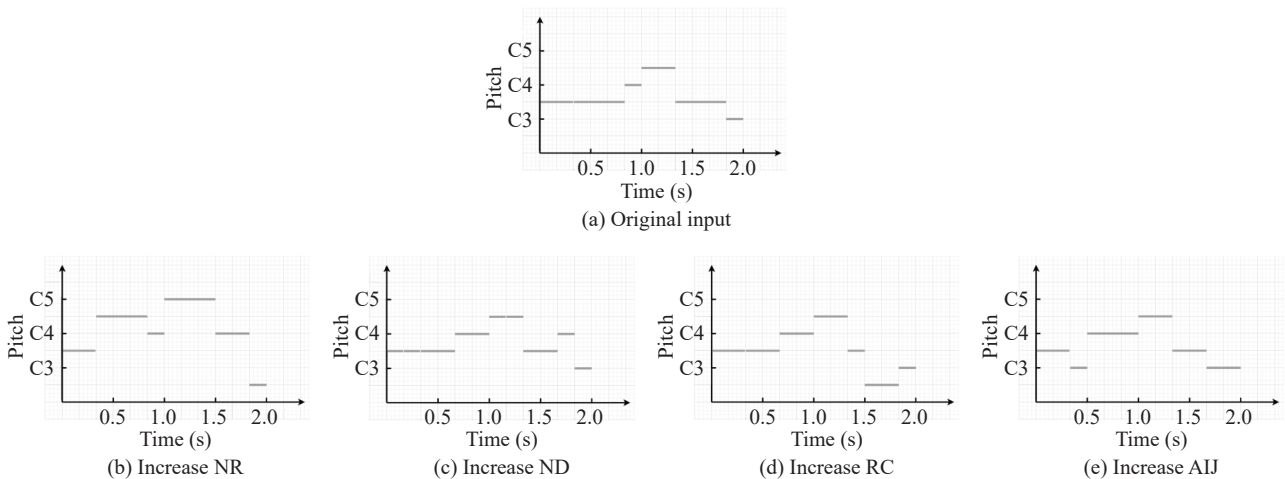 C5
C4
C3
Pitch
0.5 1.0 1.5 2.0
Time (s)
(a) Original input
C5
C4
C3
Pitch
0.5 1.0 1.5 2.0
Time (s)
(b) Increase NR
C5
C4
C3
Pitch
0.5 1.0 1.5 2.0
Time (s)
(c) Increase ND
C5
C4
C3
Pitch
0.5 1.0 1.5 2.0
Time (s)
(d) Increase RC
C5
C4
C3
Pitch
0.5 1.0 1.5 2.0
Time (s)
(e) Increase AIJ